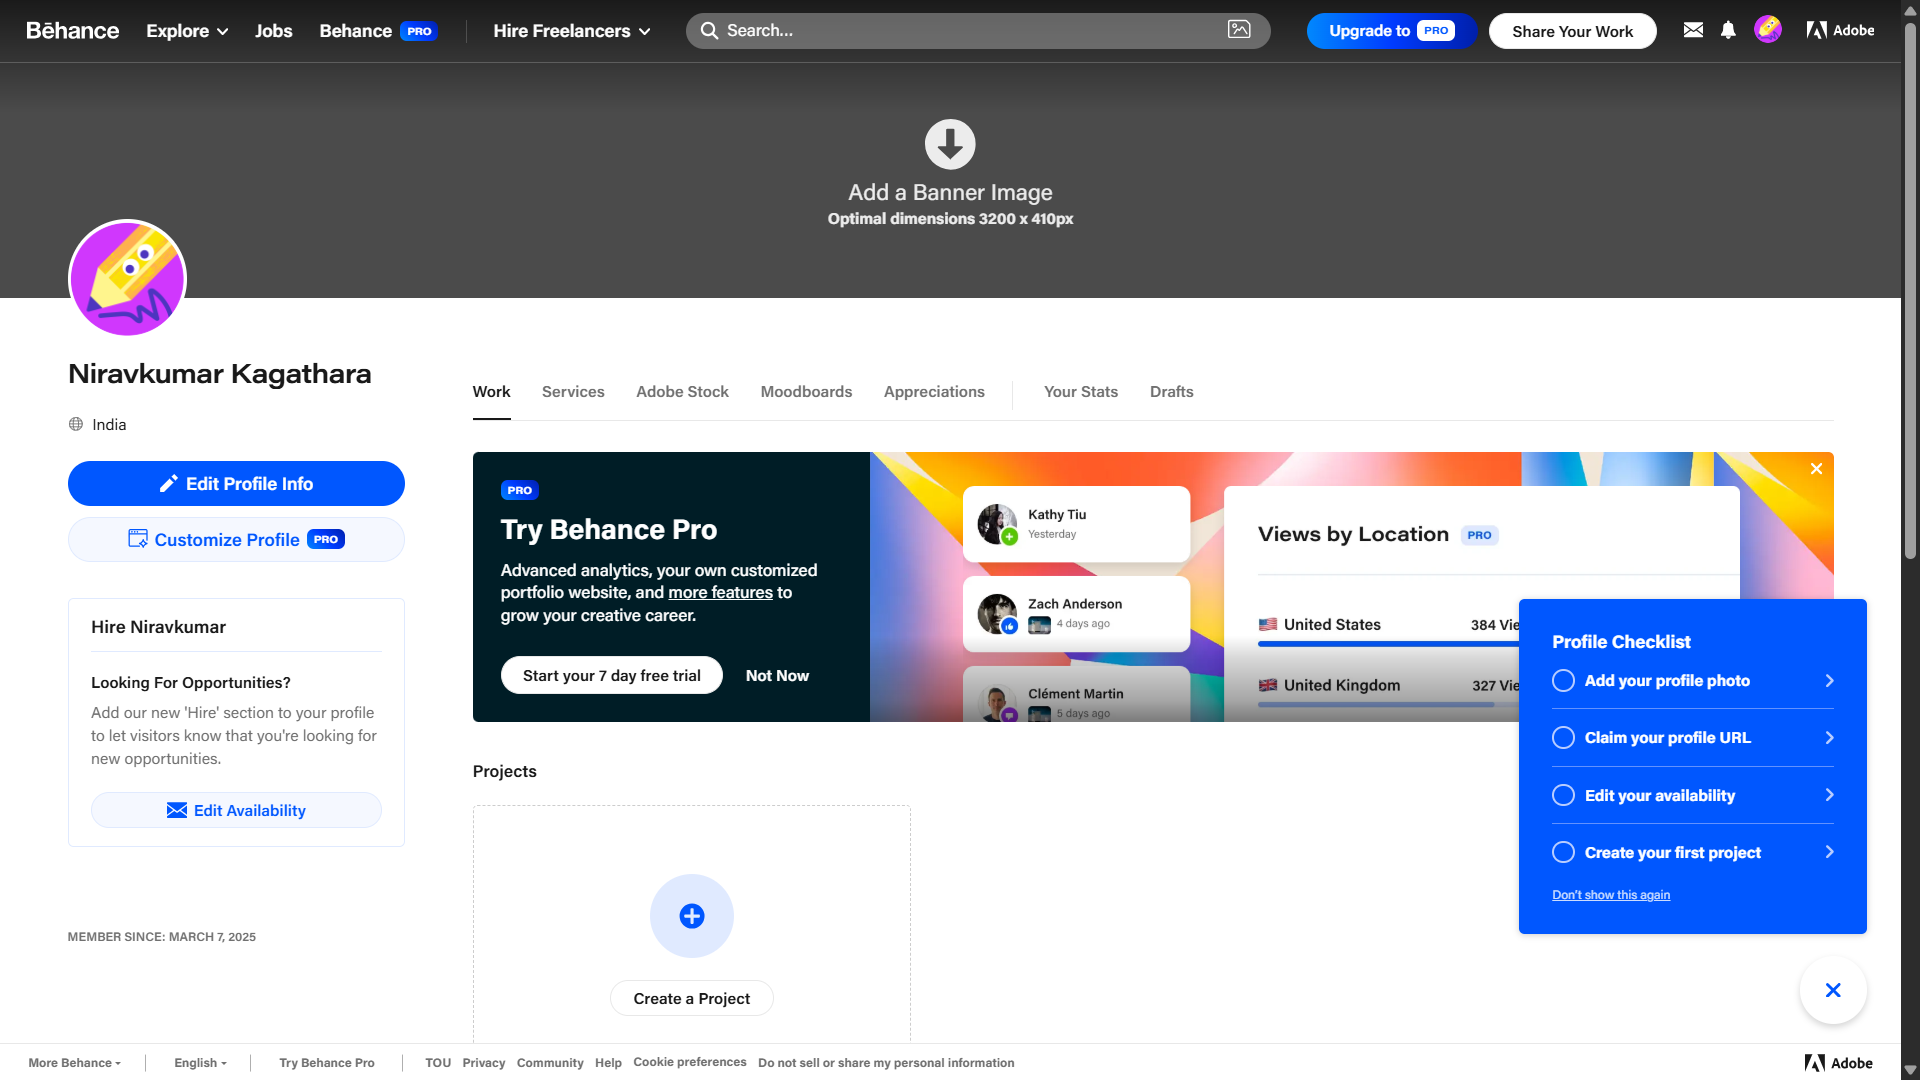 Bēhance
Explore
Jobs
Behance PRO
Hire Freelancers
Search...
Upgrade to PRO
Share Your Work
Adobe
Add a Banner Image
Optimal dimensions 3200 x 410px
Niravkumar Kagathara
India
Edit Profile Info
Customize Profile PRO
Hire Niravkumar
Looking For Opportunities?
Add our new 'Hire' section to your profile
to let visitors know that you're looking for
new opportunities.
Edit Availability
MEMBER SINCE: MARCH 7, 2025
Work
Services
Adobe Stock
Moodboards
Appreciations
Your Stats
Drafts
PRO
Try Behance Pro
Advanced analytics, your own customized
portfolio website, and more features to
grow your creative career.
Start your 7 day free trial
Not Now
Kathy Tiu
Yesterday
Zach Anderson
4 days ago
Clément Martin
5 days ago
Views by Location PRO
United States
384 Vie
United Kingdom
327 Vie
Projects
Create a Project
Profile Checklist
Add your profile photo
Claim your profile URL
Edit your availability
Create your first project
Don't show this again
More Behance
English
Try Behance Pro
TOU
Privacy
Community
Help
Cookie preferences
Do not sell or share my personal information
Adobe